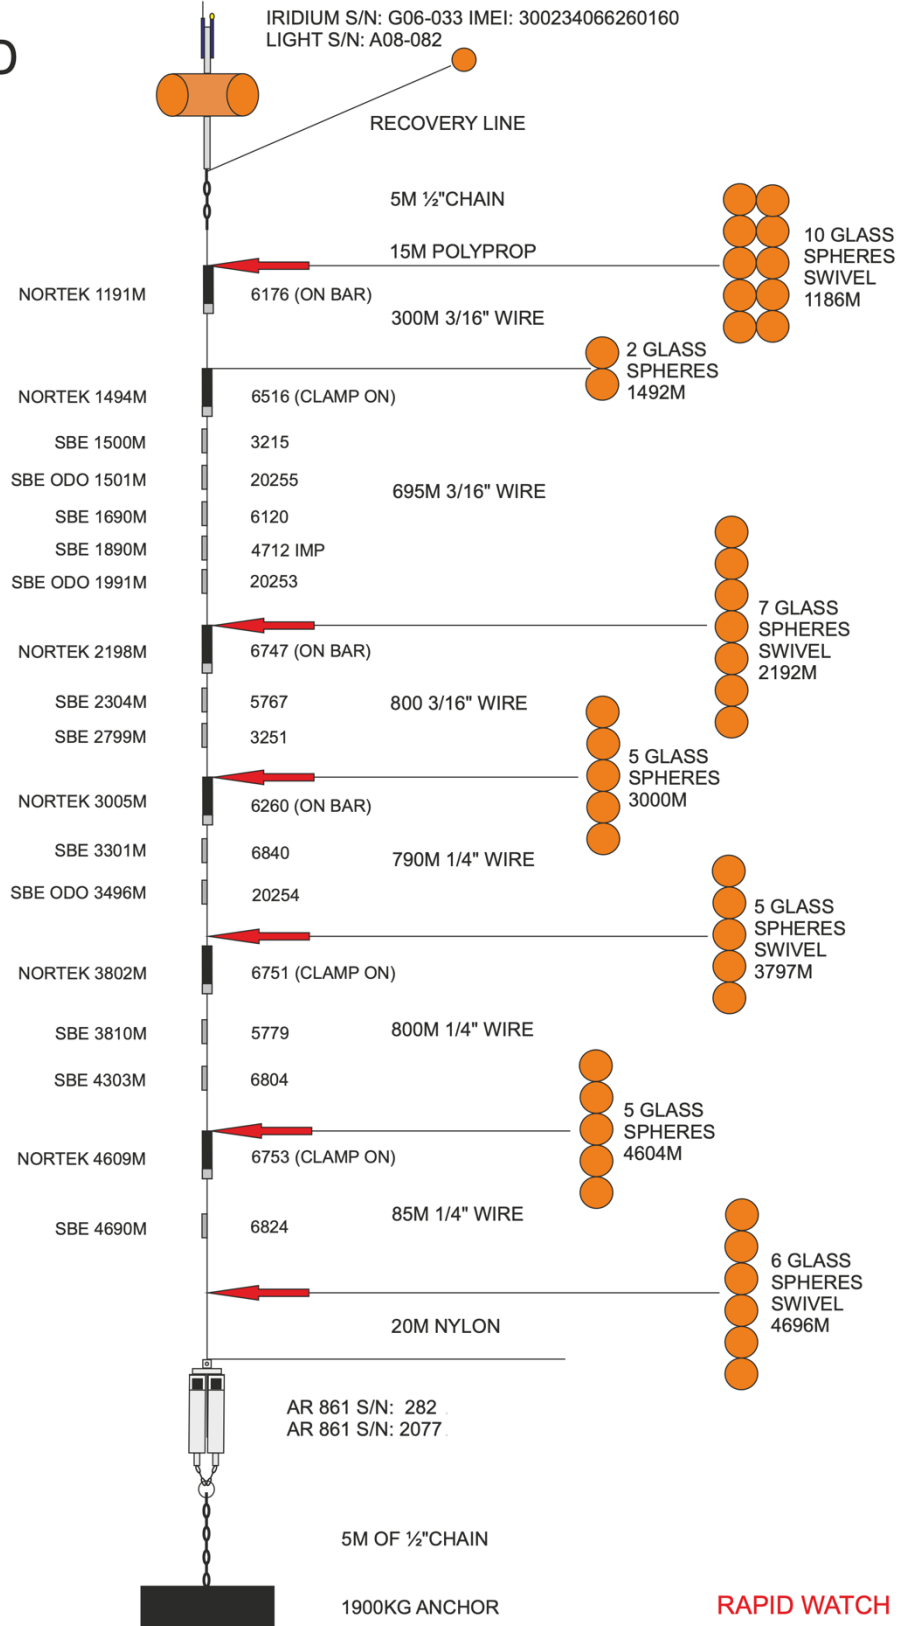 IRIDIUM S/N: G06-033 IMEI: 300234066260160
LIGHT S/N: A08-082
D
RECOVERY LINE
5M ½"CHAIN
15M POLYPROP
10 GLASS
SPHERES
SWIVEL
1186M
NORTEK 1191M
6176 (ON BAR)
300M 3/16" WIRE
2 GLASS
SPHERES
1492M
NORTEK 1494M
6516 (CLAMP ON)
SBE 1500M
3215
SBE ODO 1501M
20255
695M 3/16" WIRE
SBE 1690M
6120
SBE 1890M
4712 IMP
SBE ODO 1991M
20253
7 GLASS
SPHERES
SWIVEL
2192M
NORTEK 2198M
6747 (ON BAR)
SBE 2304M
5767
800 3/16" WIRE
SBE 2799M
3251
5 GLASS
SPHERES
3000M
NORTEK 3005M
6260 (ON BAR)
SBE 3301M
6840
790M 1/4" WIRE
SBE ODO 3496M
20254
5 GLASS
SPHERES
SWIVEL
3797M
NORTEK 3802M
6751 (CLAMP ON)
SBE 3810M
5779
800M 1/4" WIRE
SBE 4303M
6804
5 GLASS
SPHERES
4604M
NORTEK 4609M
6753 (CLAMP ON)
85M 1/4" WIRE
SBE 4690M
6824
6 GLASS
SPHERES
SWIVEL
4696M
20M NYLON
AR 861 S/N: 282
AR 861 S/N: 2077
5M OF ½"CHAIN
1900KG ANCHOR
RAPID WATCH